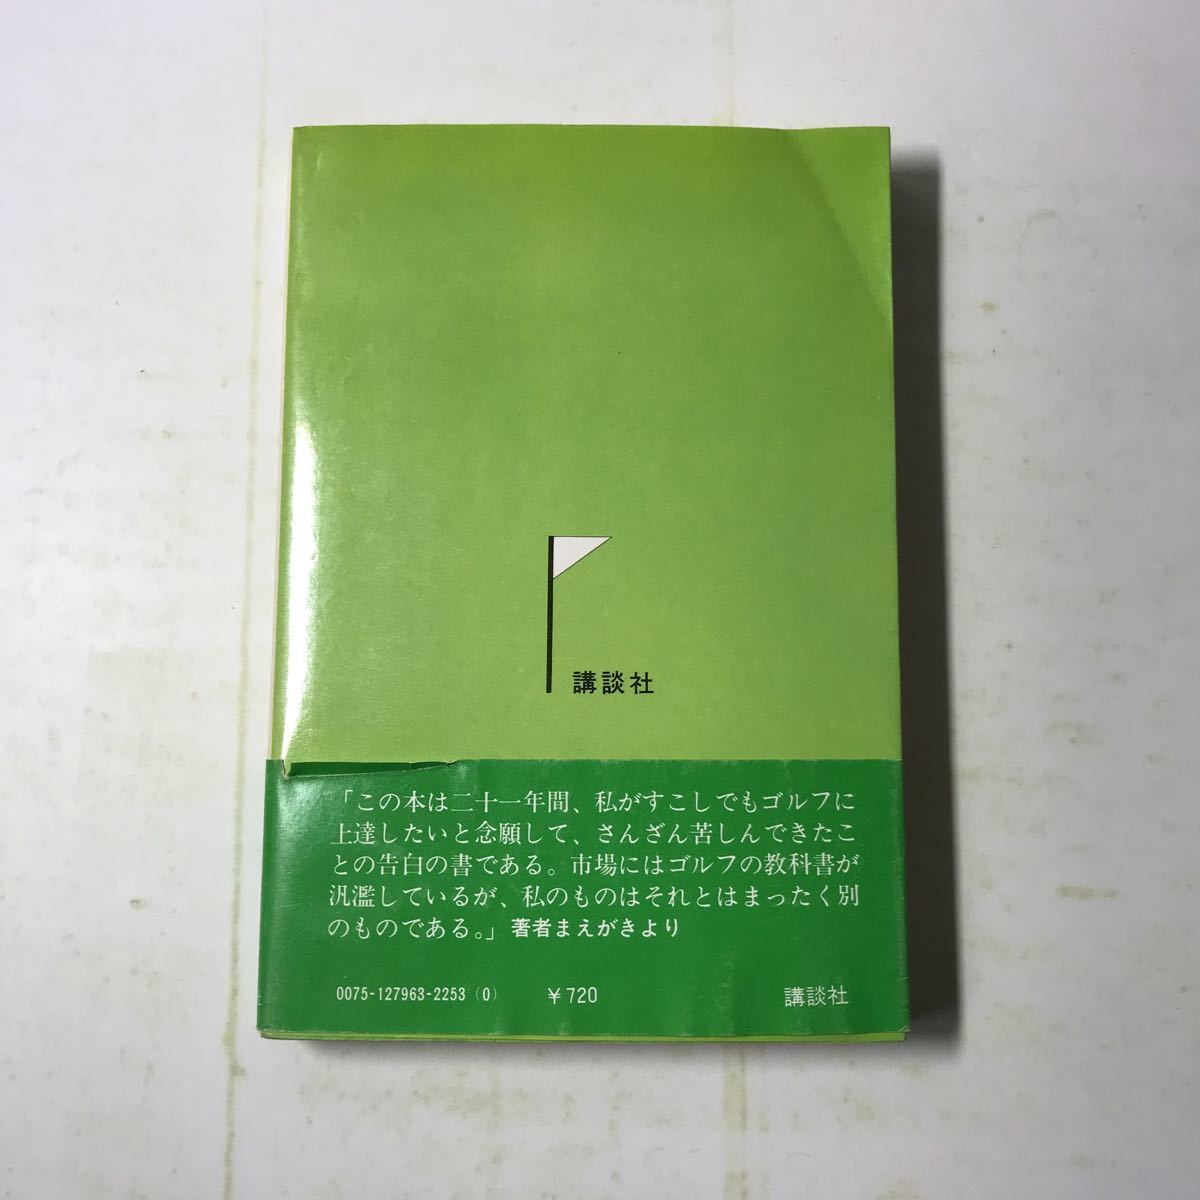 講談社
「この本は二十一年間、私がすこしでもゴルフに
上達したいと念願して、さんざん苦しんできたこ
との告白の書である。市場にはゴルフの教科書が
汎濫しているが、私のものはそれとはまったく別
のものである。」著者まえがきより
0075-127963-2253 (0) ¥720 講談社